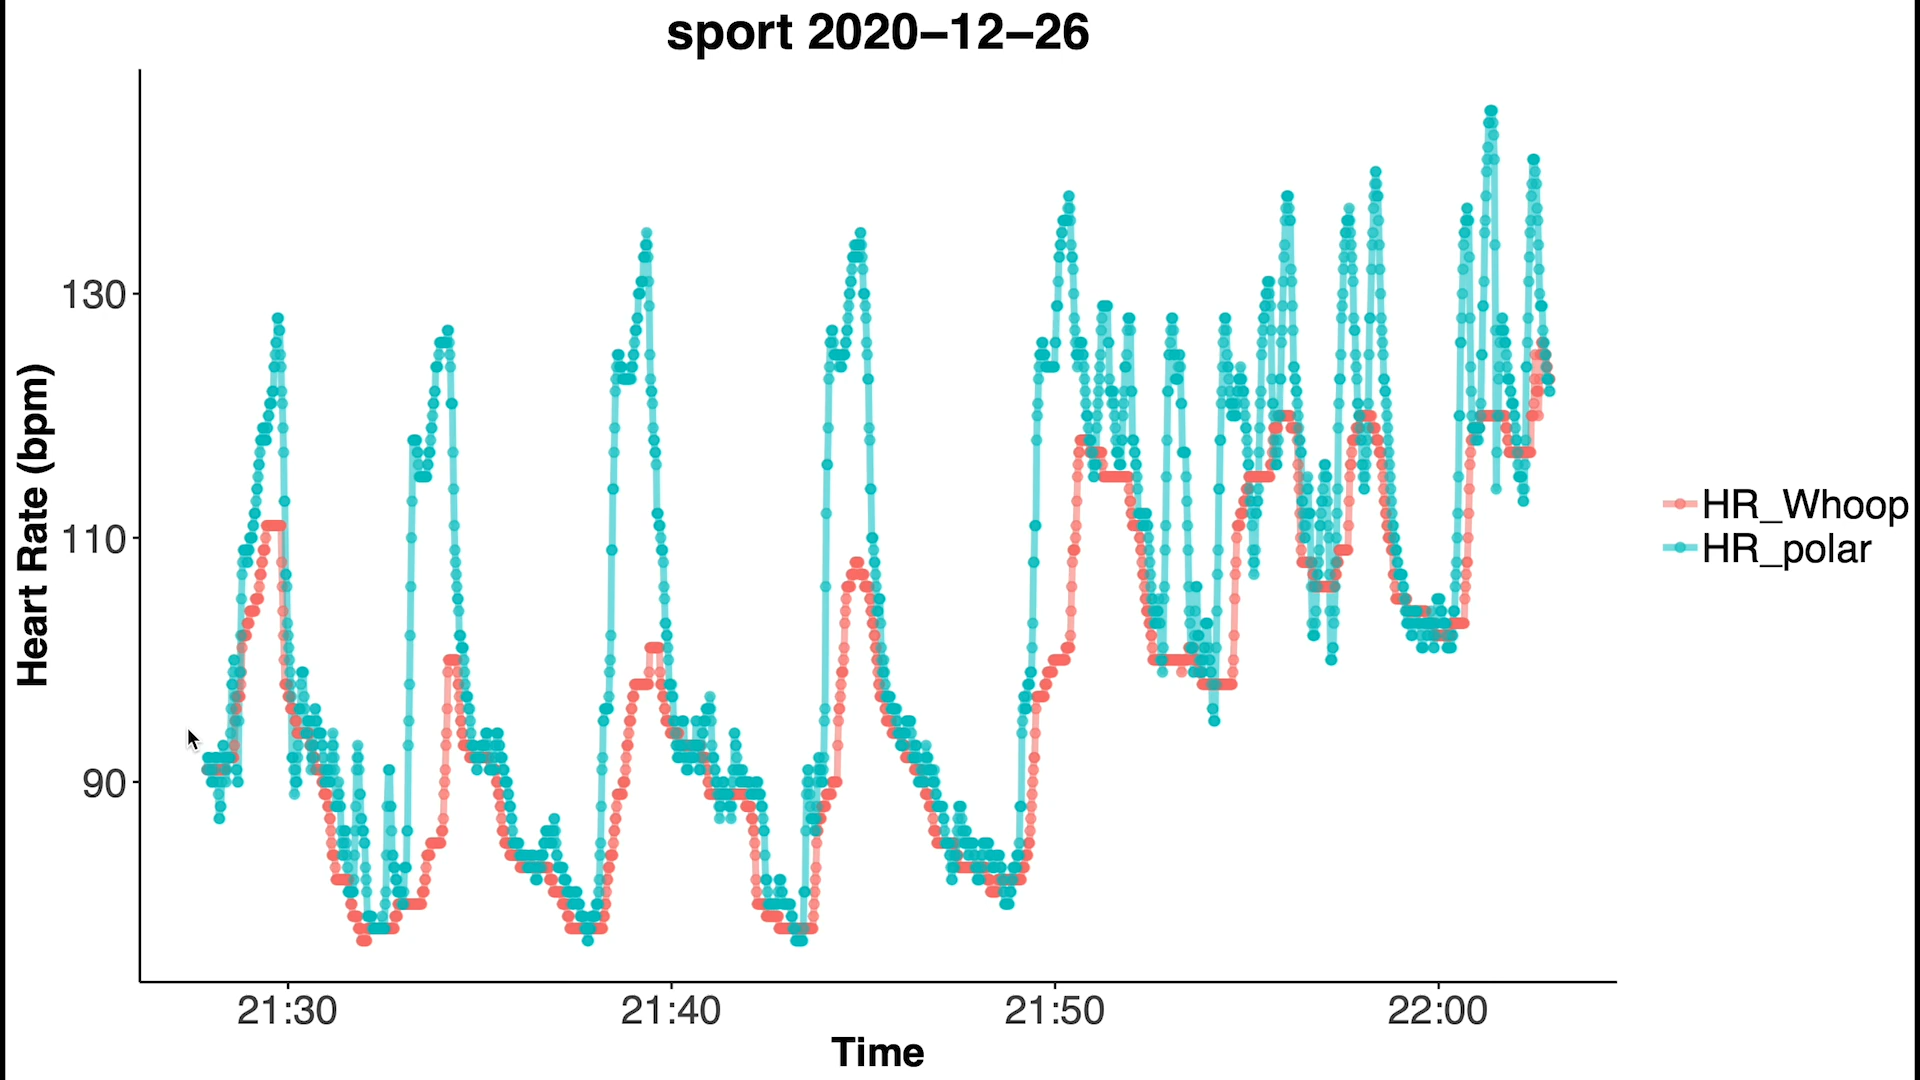 sport 2020–12–26
Heart Rate (bpm)
130
110
90
21:30
21:40
21:50
22:00
Time
HR_Whoop
HR_polar